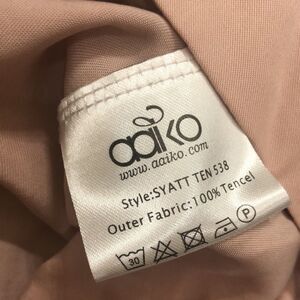 aaiko
www.aaiko.com
Style:SYATT TEN 538
Outer Fabric:100% Tencel
30 P